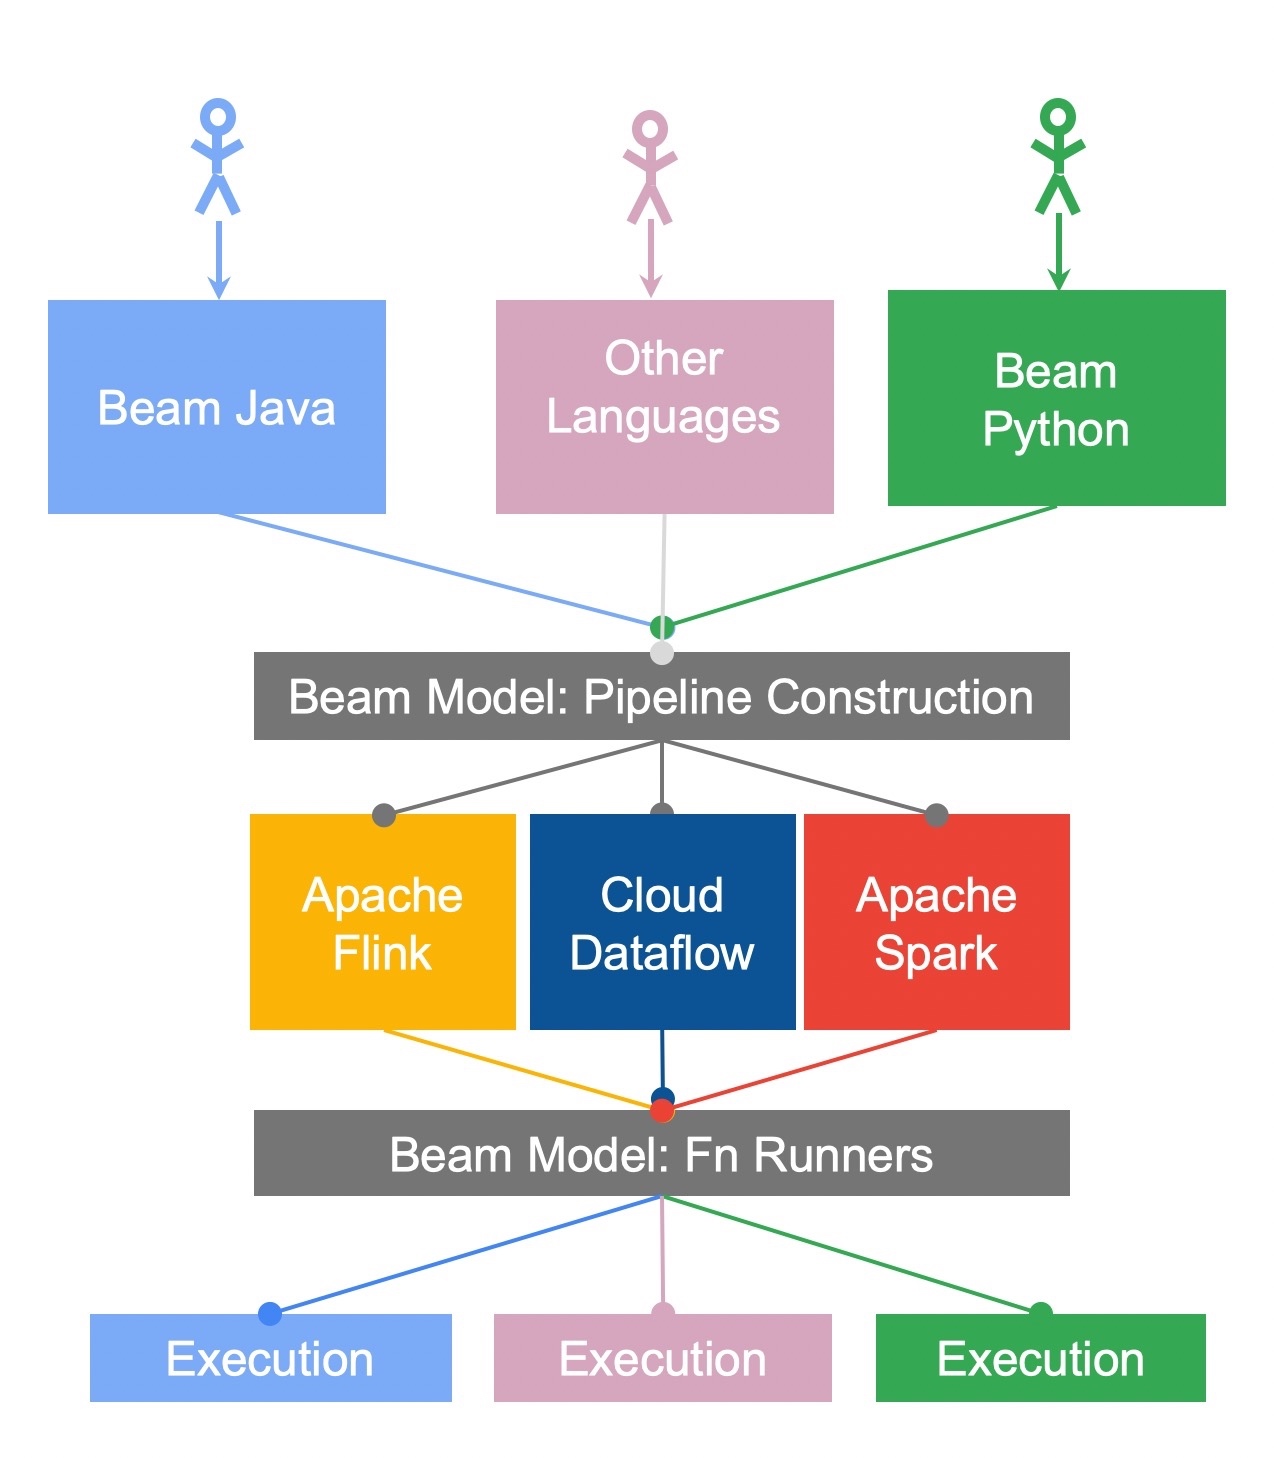 Beam Java
Other
Languages
Beam
Python
Beam Model: Pipeline Construction
Apache
Flink
Cloud
Dataflow
Apache
Spark
Beam Model: Fn Runners
Execution
Execution
Execution